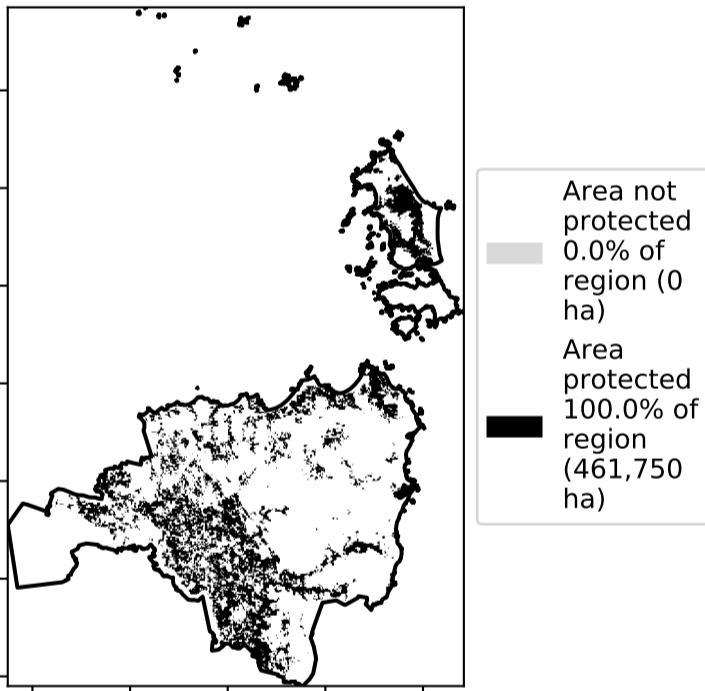 Area not
protected
0.0% of
region (0
ha)
Area
protected
100.0% of
region
(461,750
ha)